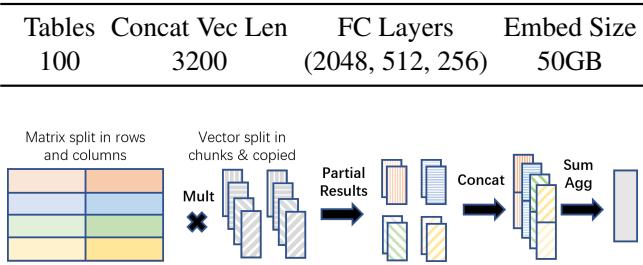 Tables Concat Vec Len FC Layers Embed Size
100 3200 (2048, 512, 256) 50GB
Matrix split in rows
and columns
Vector split in
chunks & copied
Mult
Partial
Results
Concat
Sum
Agg